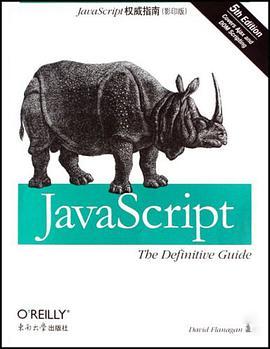 JavaScript权威指南(影印版)
5th Edition
Covers Ajax and
DOM Scripting
JavaScript
The Definitive Guide
O'REILLY®
东南大学出版社
David Flanagan